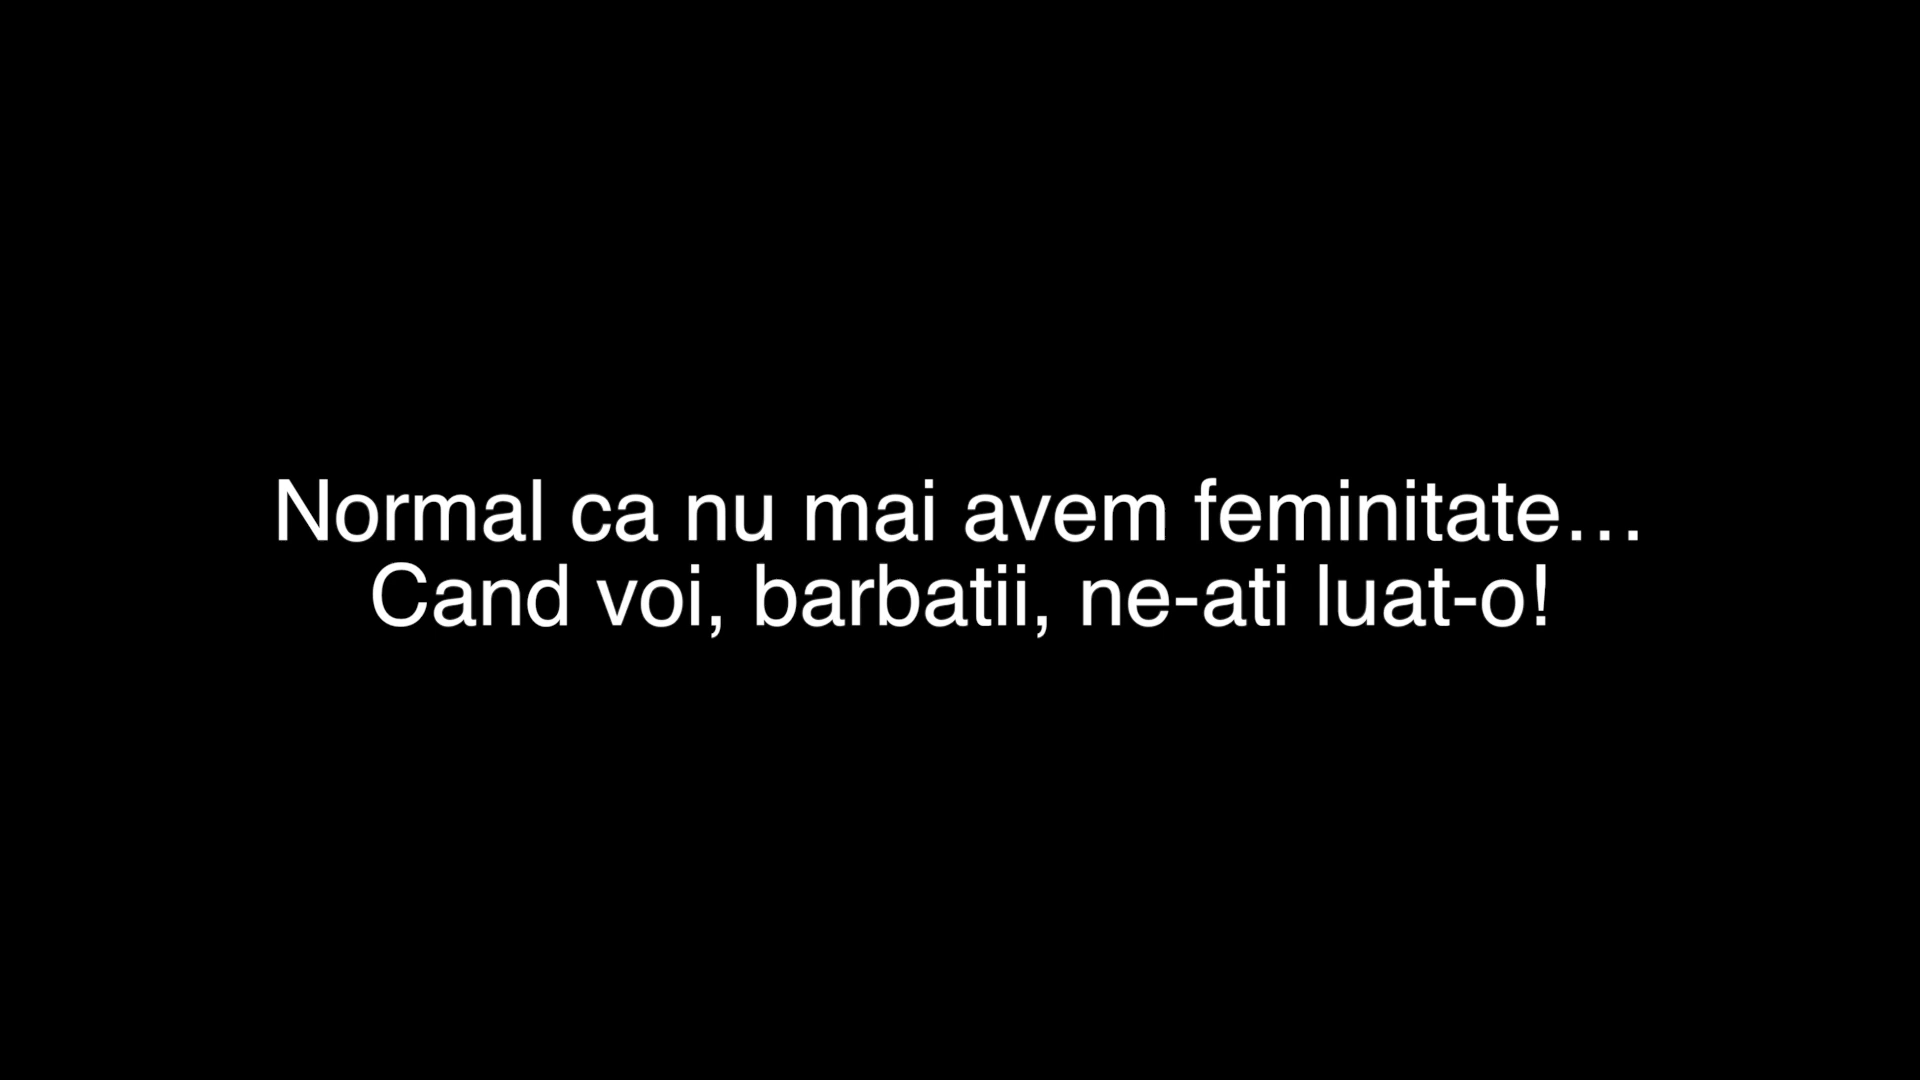 Normal ca nu mai avem feminitate...
Cand voi, barbatii, ne-ati luat-o!